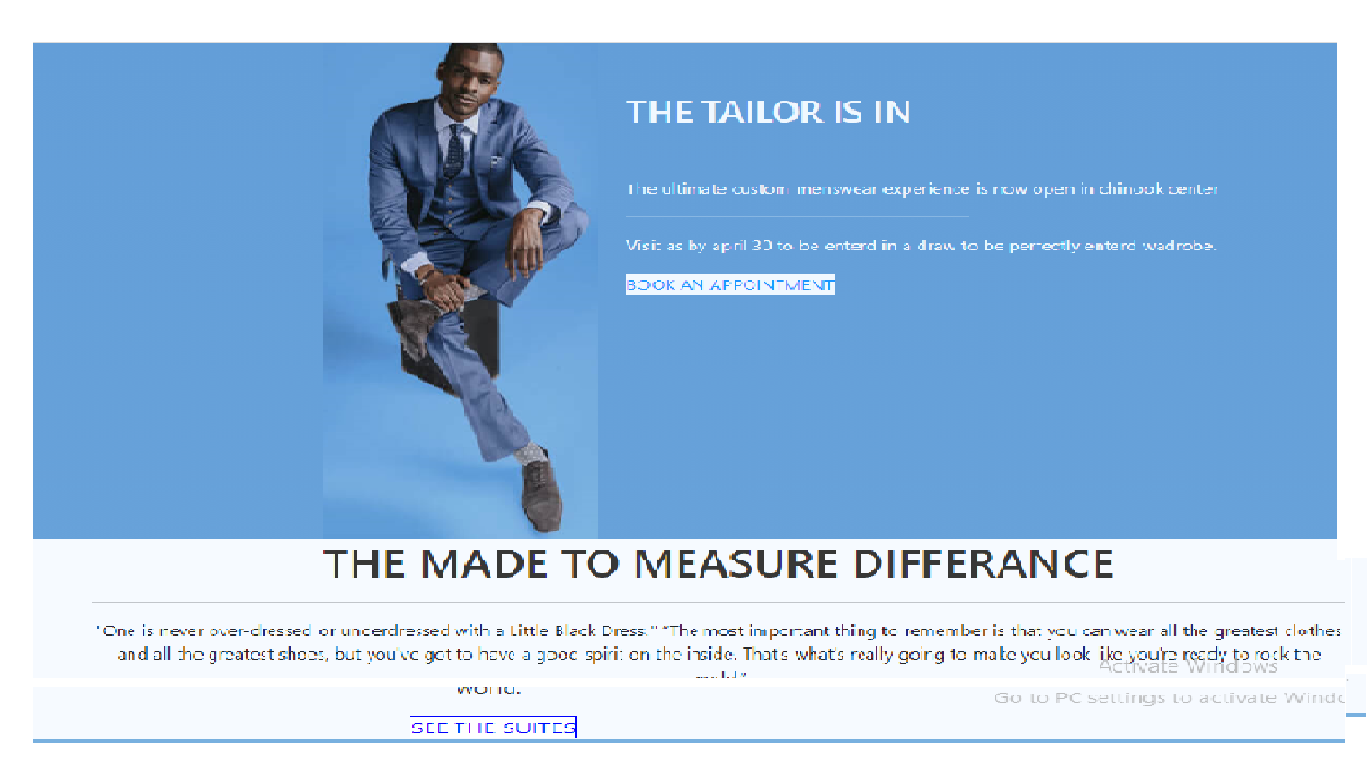 THE TAILOR IS IN
The ultimate custom menswear experience is now open in chinook center
Visit as by april 30 to be enterd in a draw to be perfectly enterd wadrobe.
BOOK AN APPOINTMENT
THE MADE TO MEASURE DIFFERANCE
"One is never over-dressed or underdressed with a Little Black Dress." “The most important thing to remember is that you can wear all the greatest clothes
and all the greatest shoes, but you've got to have a good spirit on the inside. That's what's really going to make you look like you're ready to rock the
world.”
Activate Windows
Go to PC settings to activate
SEE THE SUITES